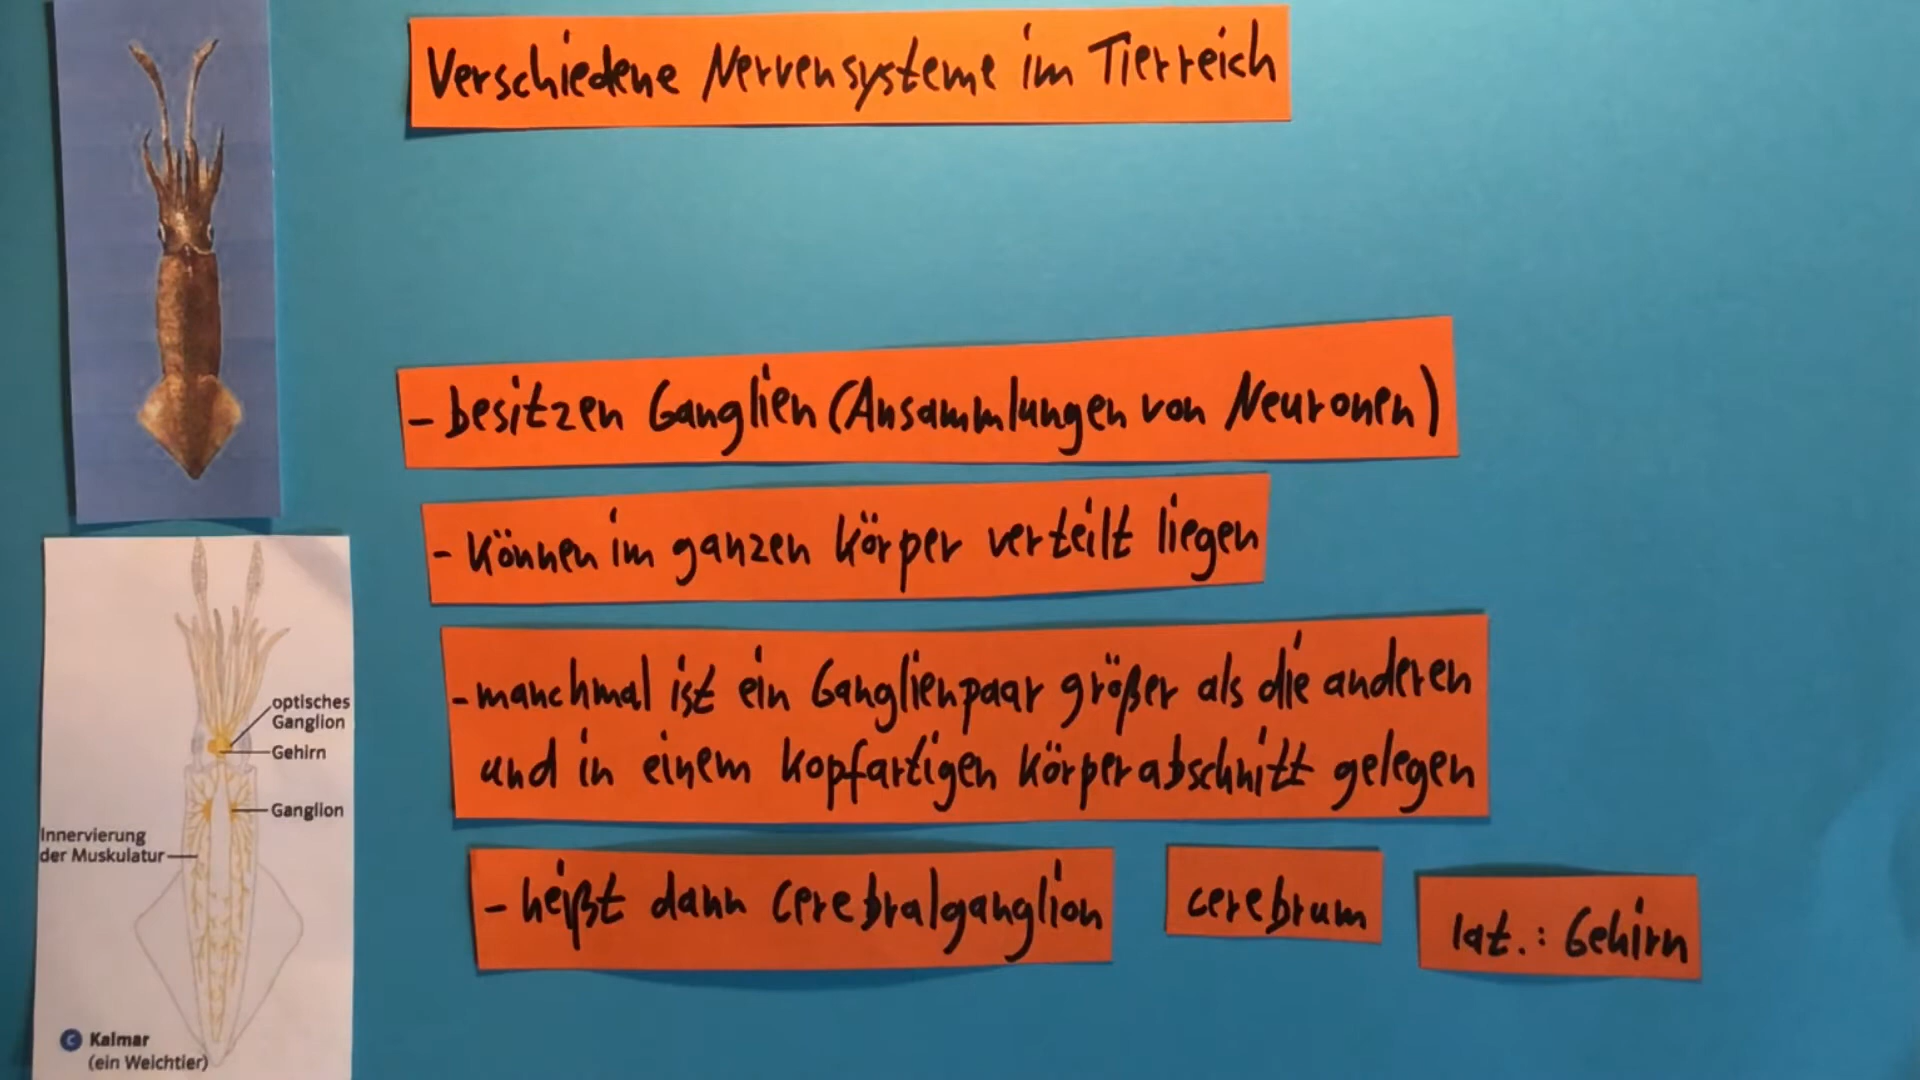 Verschiedene Nervensysteme im Tierreich
- besitzen Ganglien (Ansammlungen von Neuronen)
- können im ganzen Körper verteilt liegen
- manchmal ist ein Ganglienpaar größer als die anderen
und in einem kopfartigen Körperabschnitt gelegen
- heißt dann Cerebralganglion
cerebrum
lat.: Gehirn
optisches
Ganglion
Gehirn
Ganglion
Innervierung
der Muskulatur
C Kalmar
(ein Weichtier)